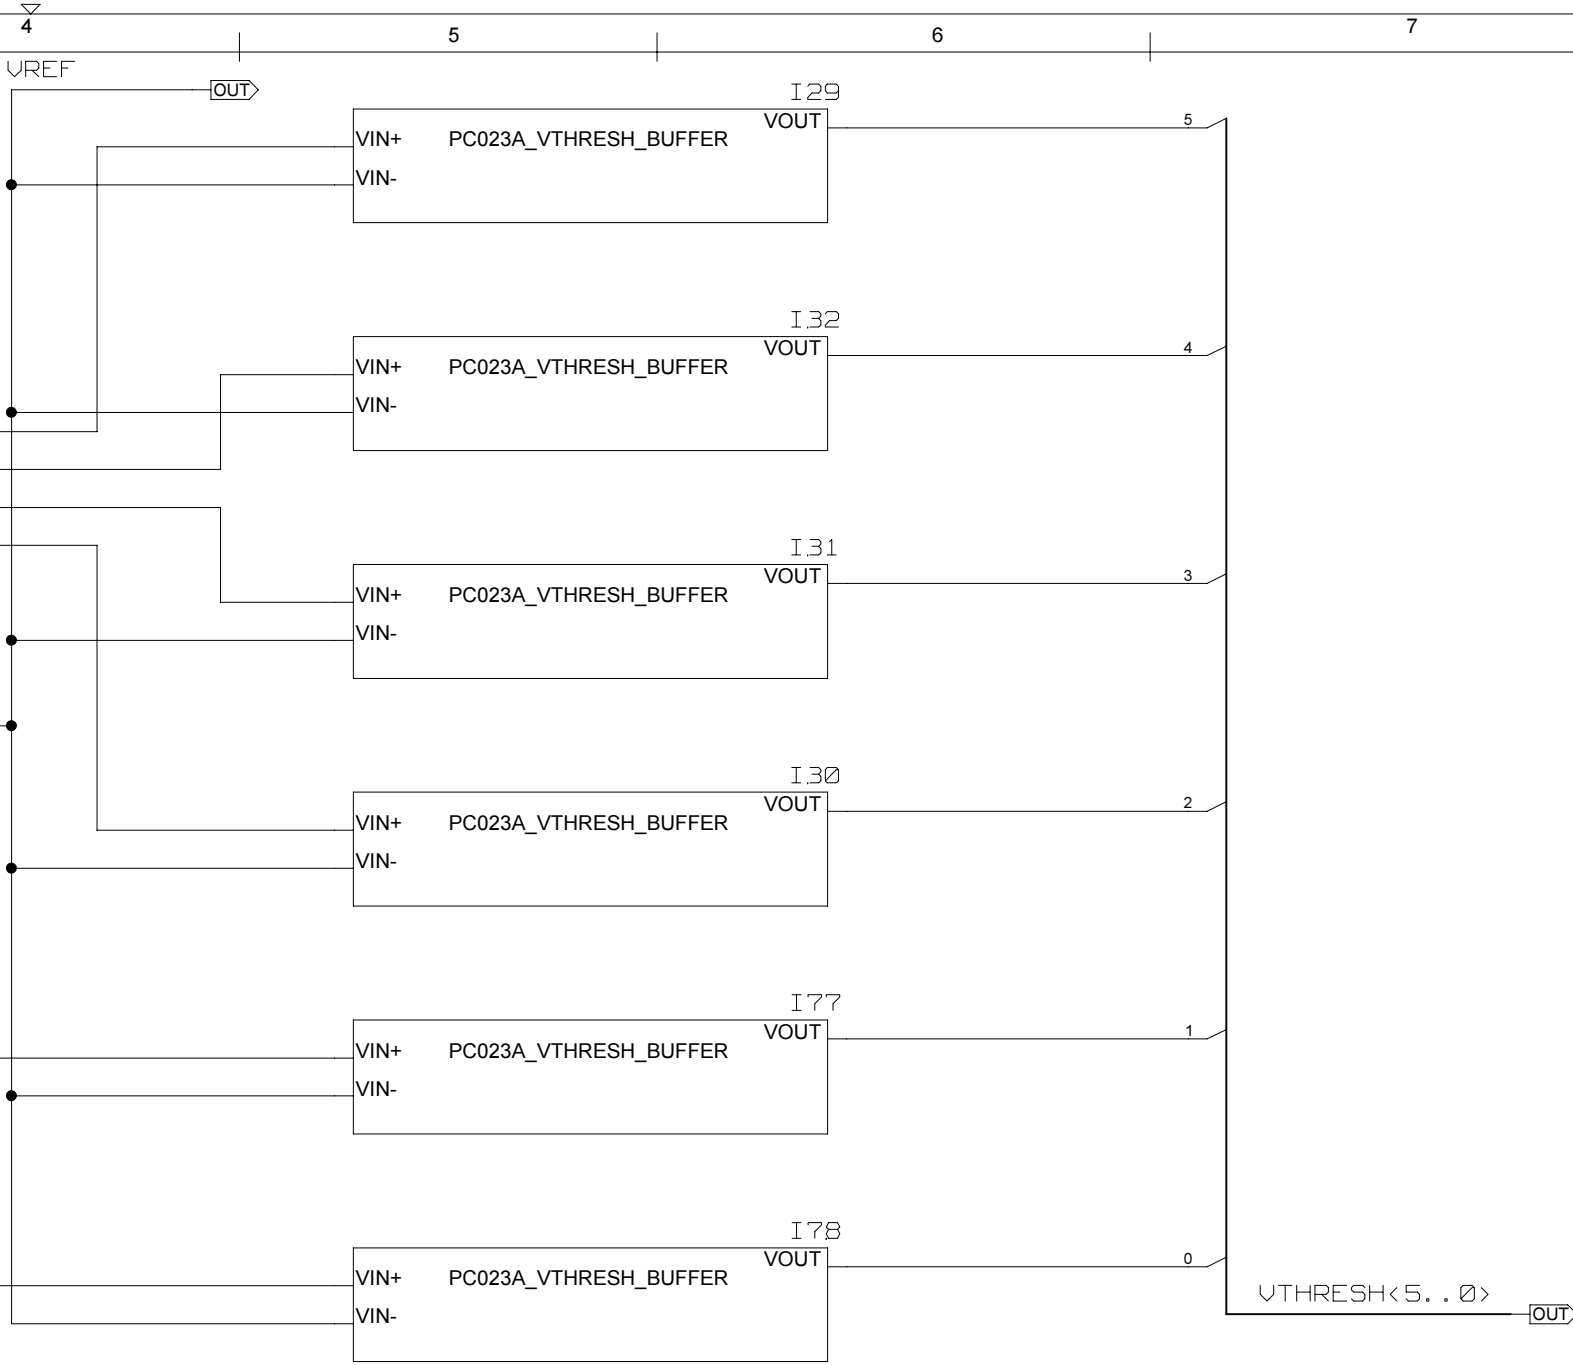 4 5 6 7
VREF
OUT
I29
VIN+ PC023A_VTHRESH_BUFFER VOUT 5
VIN-
I32
VIN+ PC023A_VTHRESH_BUFFER VOUT 4
VIN-
I31
VIN+ PC023A_VTHRESH_BUFFER VOUT 3
VIN-
I30
VIN+ PC023A_VTHRESH_BUFFER VOUT 2
VIN-
I77
VIN+ PC023A_VTHRESH_BUFFER VOUT 1
VIN-
I78
VIN+ PC023A_VTHRESH_BUFFER VOUT 0
VIN-
VTHRESH<5..0>
OUT